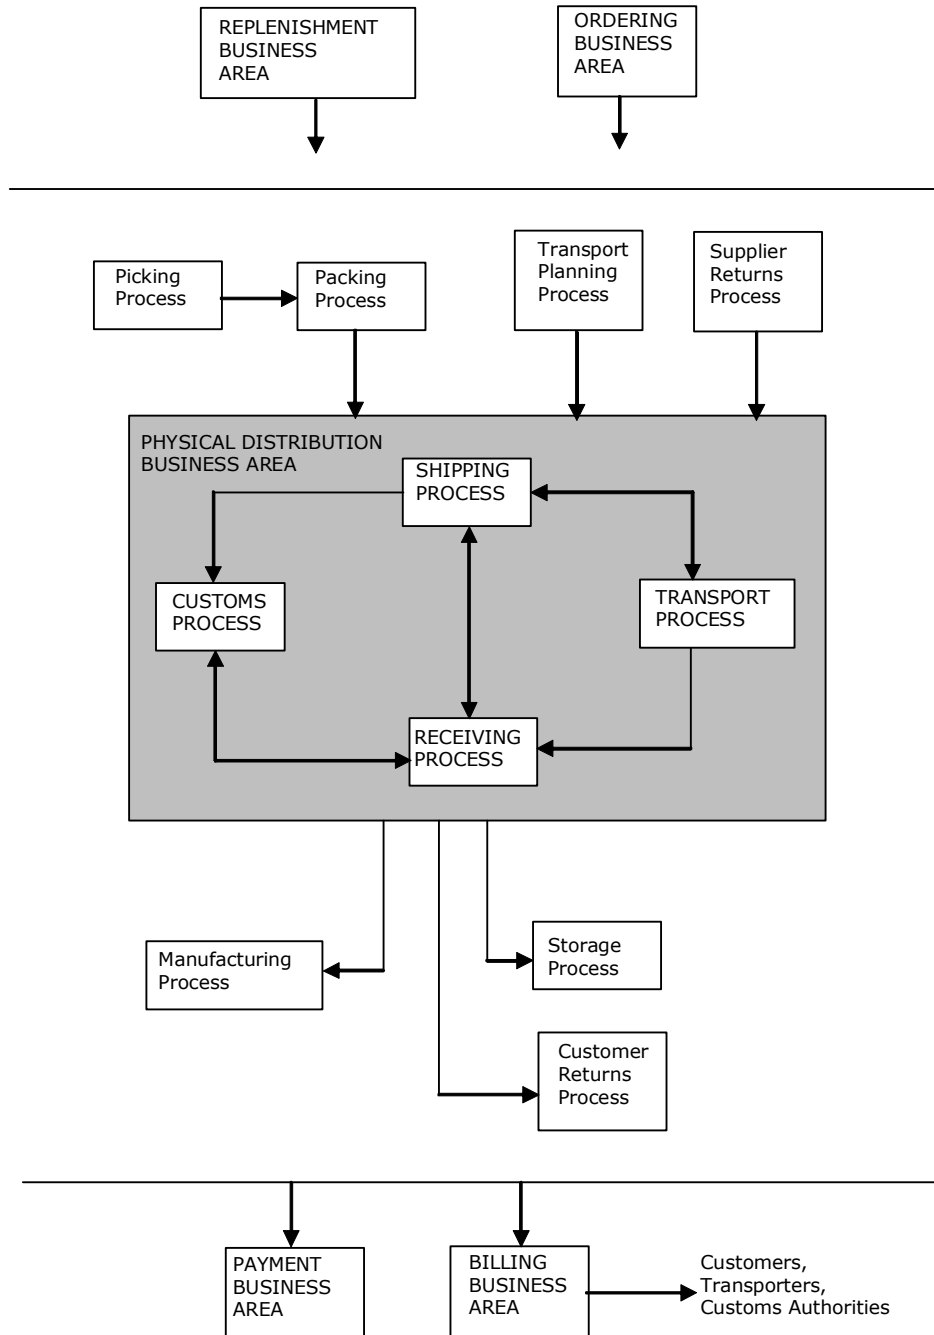 REPLENISHMENT
BUSINESS
AREA
ORDERING
BUSINESS
AREA
Picking
Process
Packing
Process
Transport
Planning
Process
Supplier
Returns
Process
PHYSICAL DISTRIBUTION
BUSINESS AREA
SHIPPING
PROCESS
CUSTOMS
PROCESS
TRANSPORT
PROCESS
RECEIVING
PROCESS
Manufacturing
Process
Storage
Process
Customer
Returns
Process
PAYMENT
BUSINESS
AREA
BILLING
BUSINESS
AREA
Customers,
Transporters,
Customs Authorities